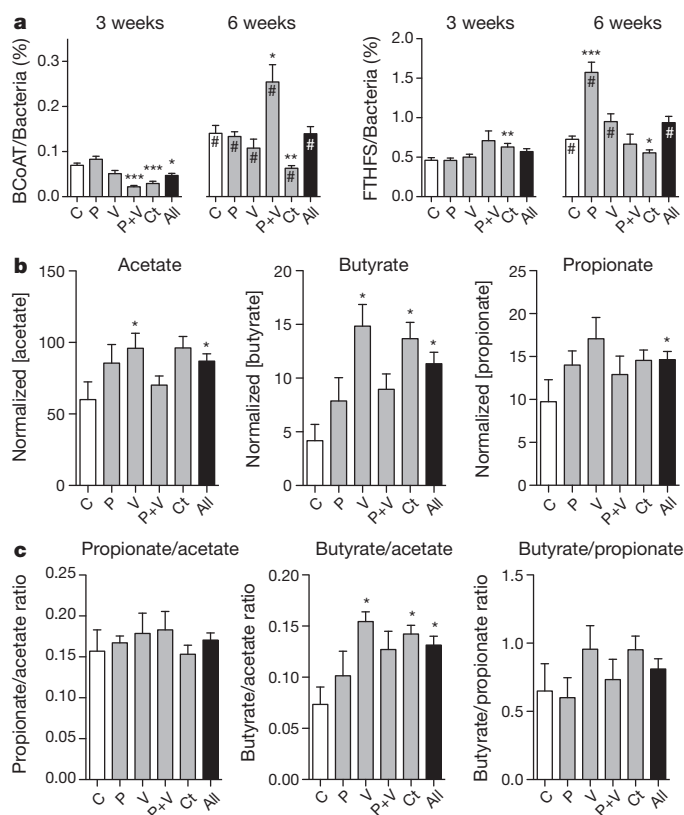 a
3 weeks
6 weeks
3 weeks
6 weeks
BCoAT/Bacteria (%)
0.3
0.2
0.1
0.0
*** *** *
* **
# # # # # #
C P V P+V Ct All
C P V P+V Ct All
FTHFS/Bacteria (%)
2.0
1.5
1.0
0.5
0.0
**
*** *
# # # #
C P V P+V Ct All
C P V P+V Ct All
b
Acetate
Normalized [acetate]
150
100
50
0
* *
C P V P+V Ct All
Butyrate
Normalized [butyrate]
20
15
10
5
0
* * *
C P V P+V Ct All
Propionate
Normalized [propionate]
25
20
15
10
5
0
*
C P V P+V Ct All
c
Propionate/acetate
Propionate/acetate ratio
0.25
0.20
0.15
0.10
0.05
0.00
C P V P+V Ct All
Butyrate/acetate
Butyrate/acetate ratio
0.20
0.15
0.10
0.05
0.00
* * *
C P V P+V Ct All
Butyrate/propionate
Butyrate/propionate ratio
1.5
1.0
0.5
0.0
C P V P+V Ct All